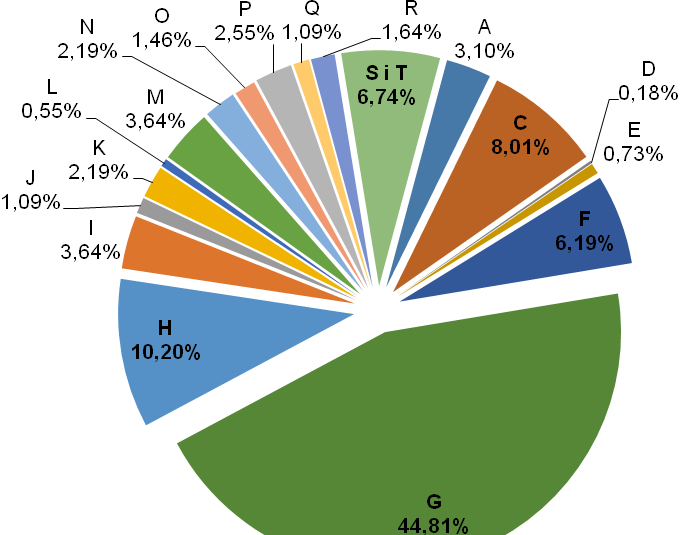 A
3,10%
C
8,01%
D
0,18%
E
0,73%
F
6,19%
G
44,81%
H
10,20%
I
3,64%
J
1,09%
K
2,19%
L
0,55%
M
3,64%
N
2,19%
O
1,46%
P
2,55%
Q
1,09%
R
1,64%
S i T
6,74%